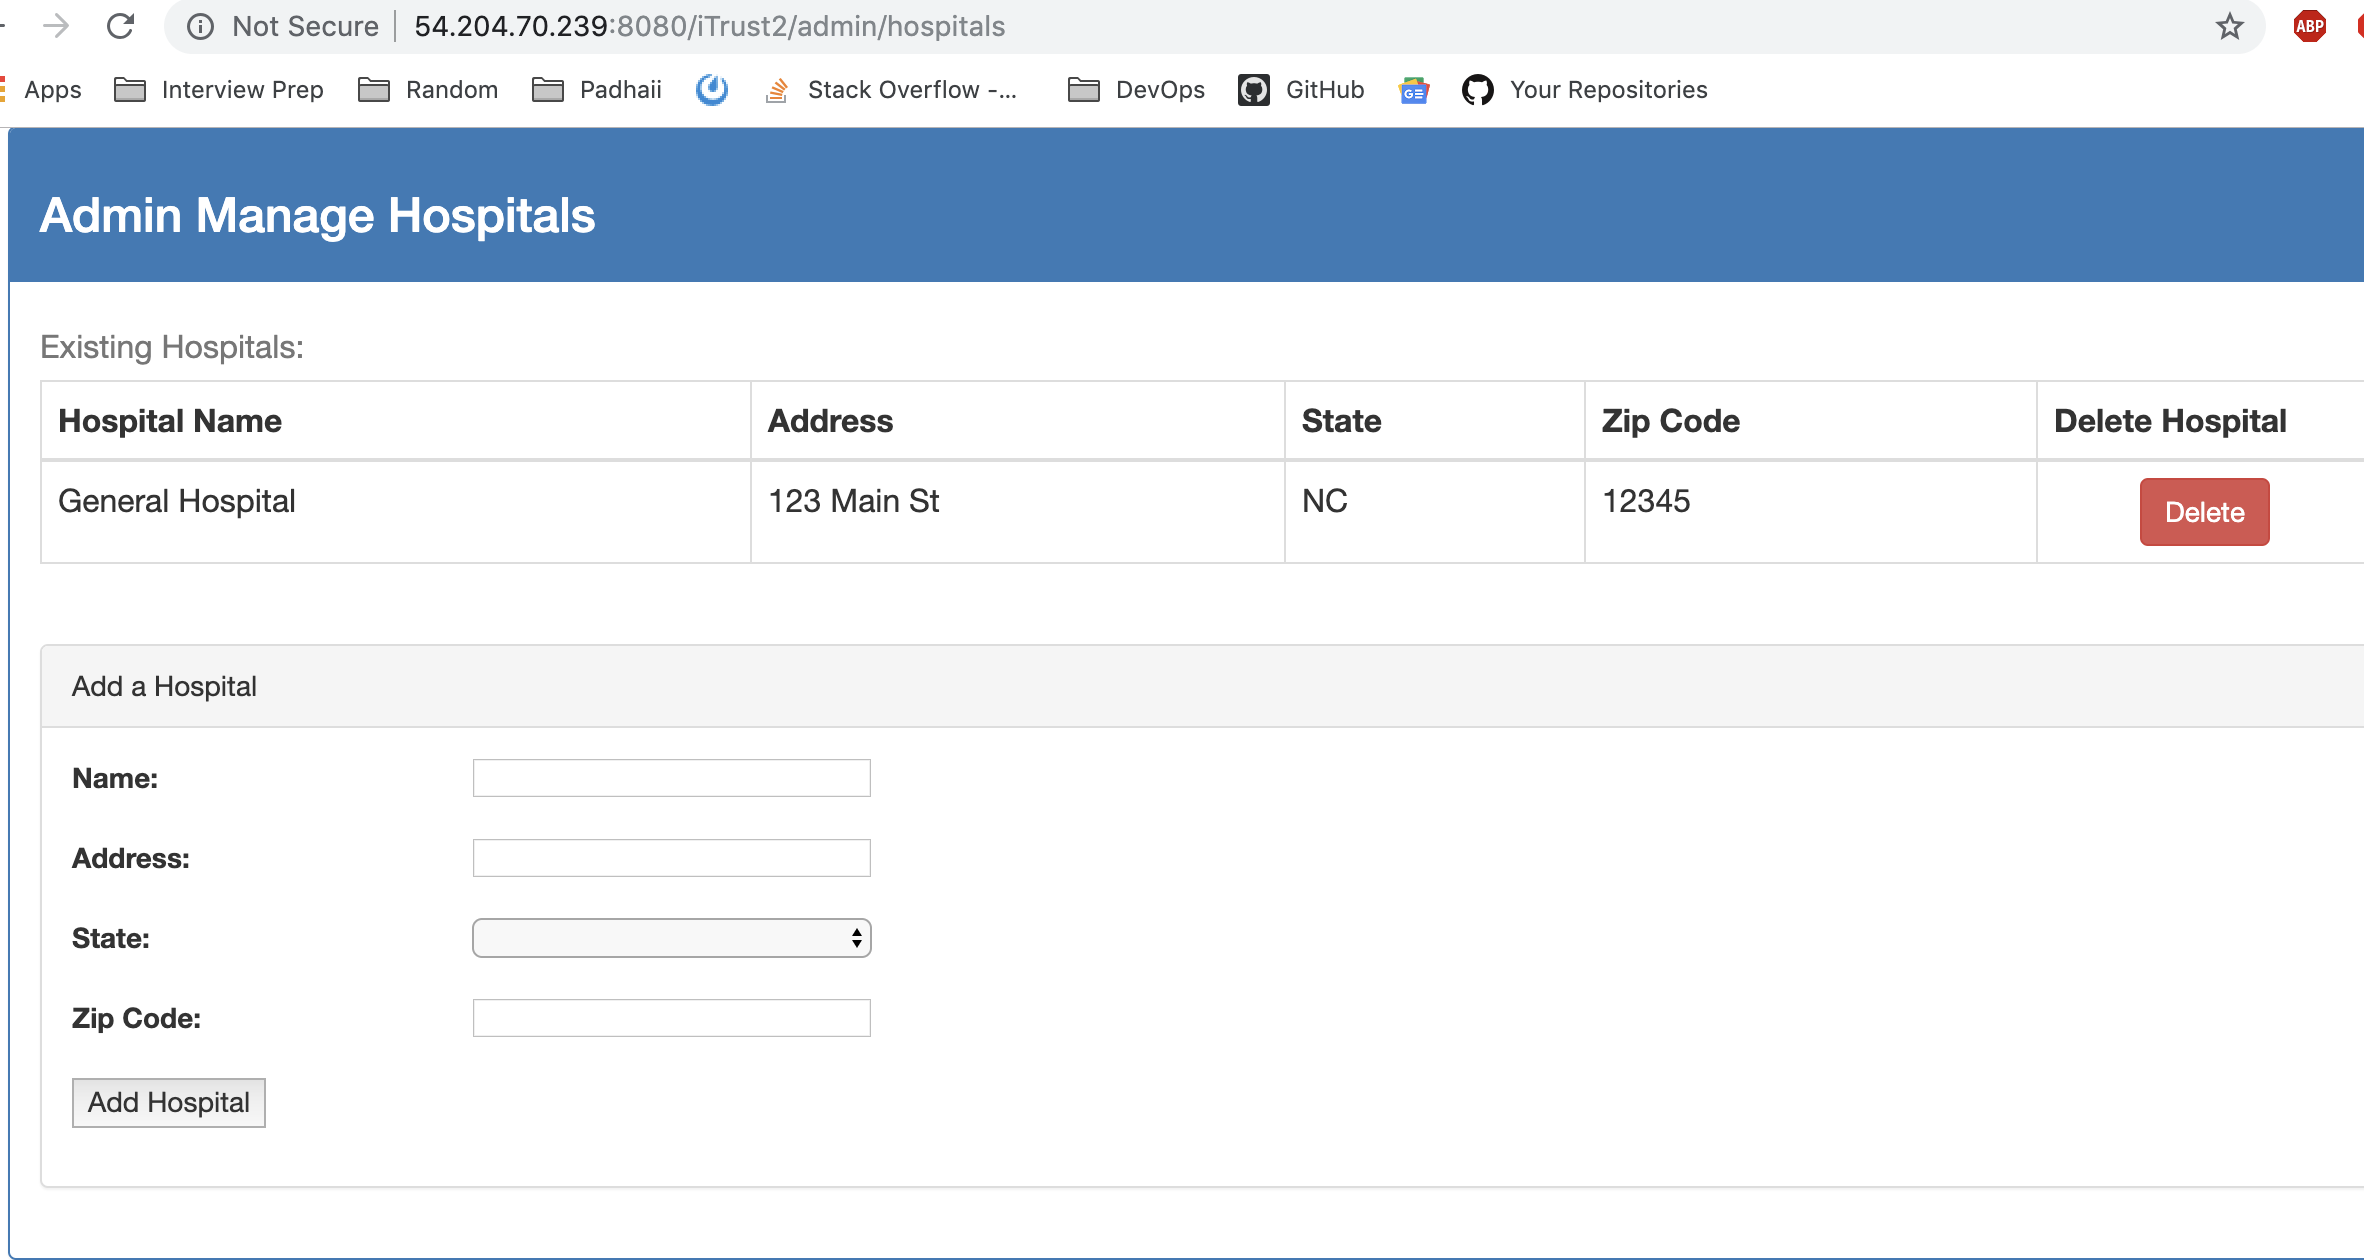 Not Secure | 54.204.70.239:8080/iTrust2/admin/hospitals ABP
Apps Interview Prep Random Padhaii Stack Overflow -... DevOps GitHub GE Your Repositories
Admin Manage Hospitals
Existing Hospitals:
Hospital Name Address State Zip Code Delete Hospital
General Hospital 123 Main St NC 12345 Delete
Add a Hospital
Name:
Address:
State:
Zip Code:
Add Hospital